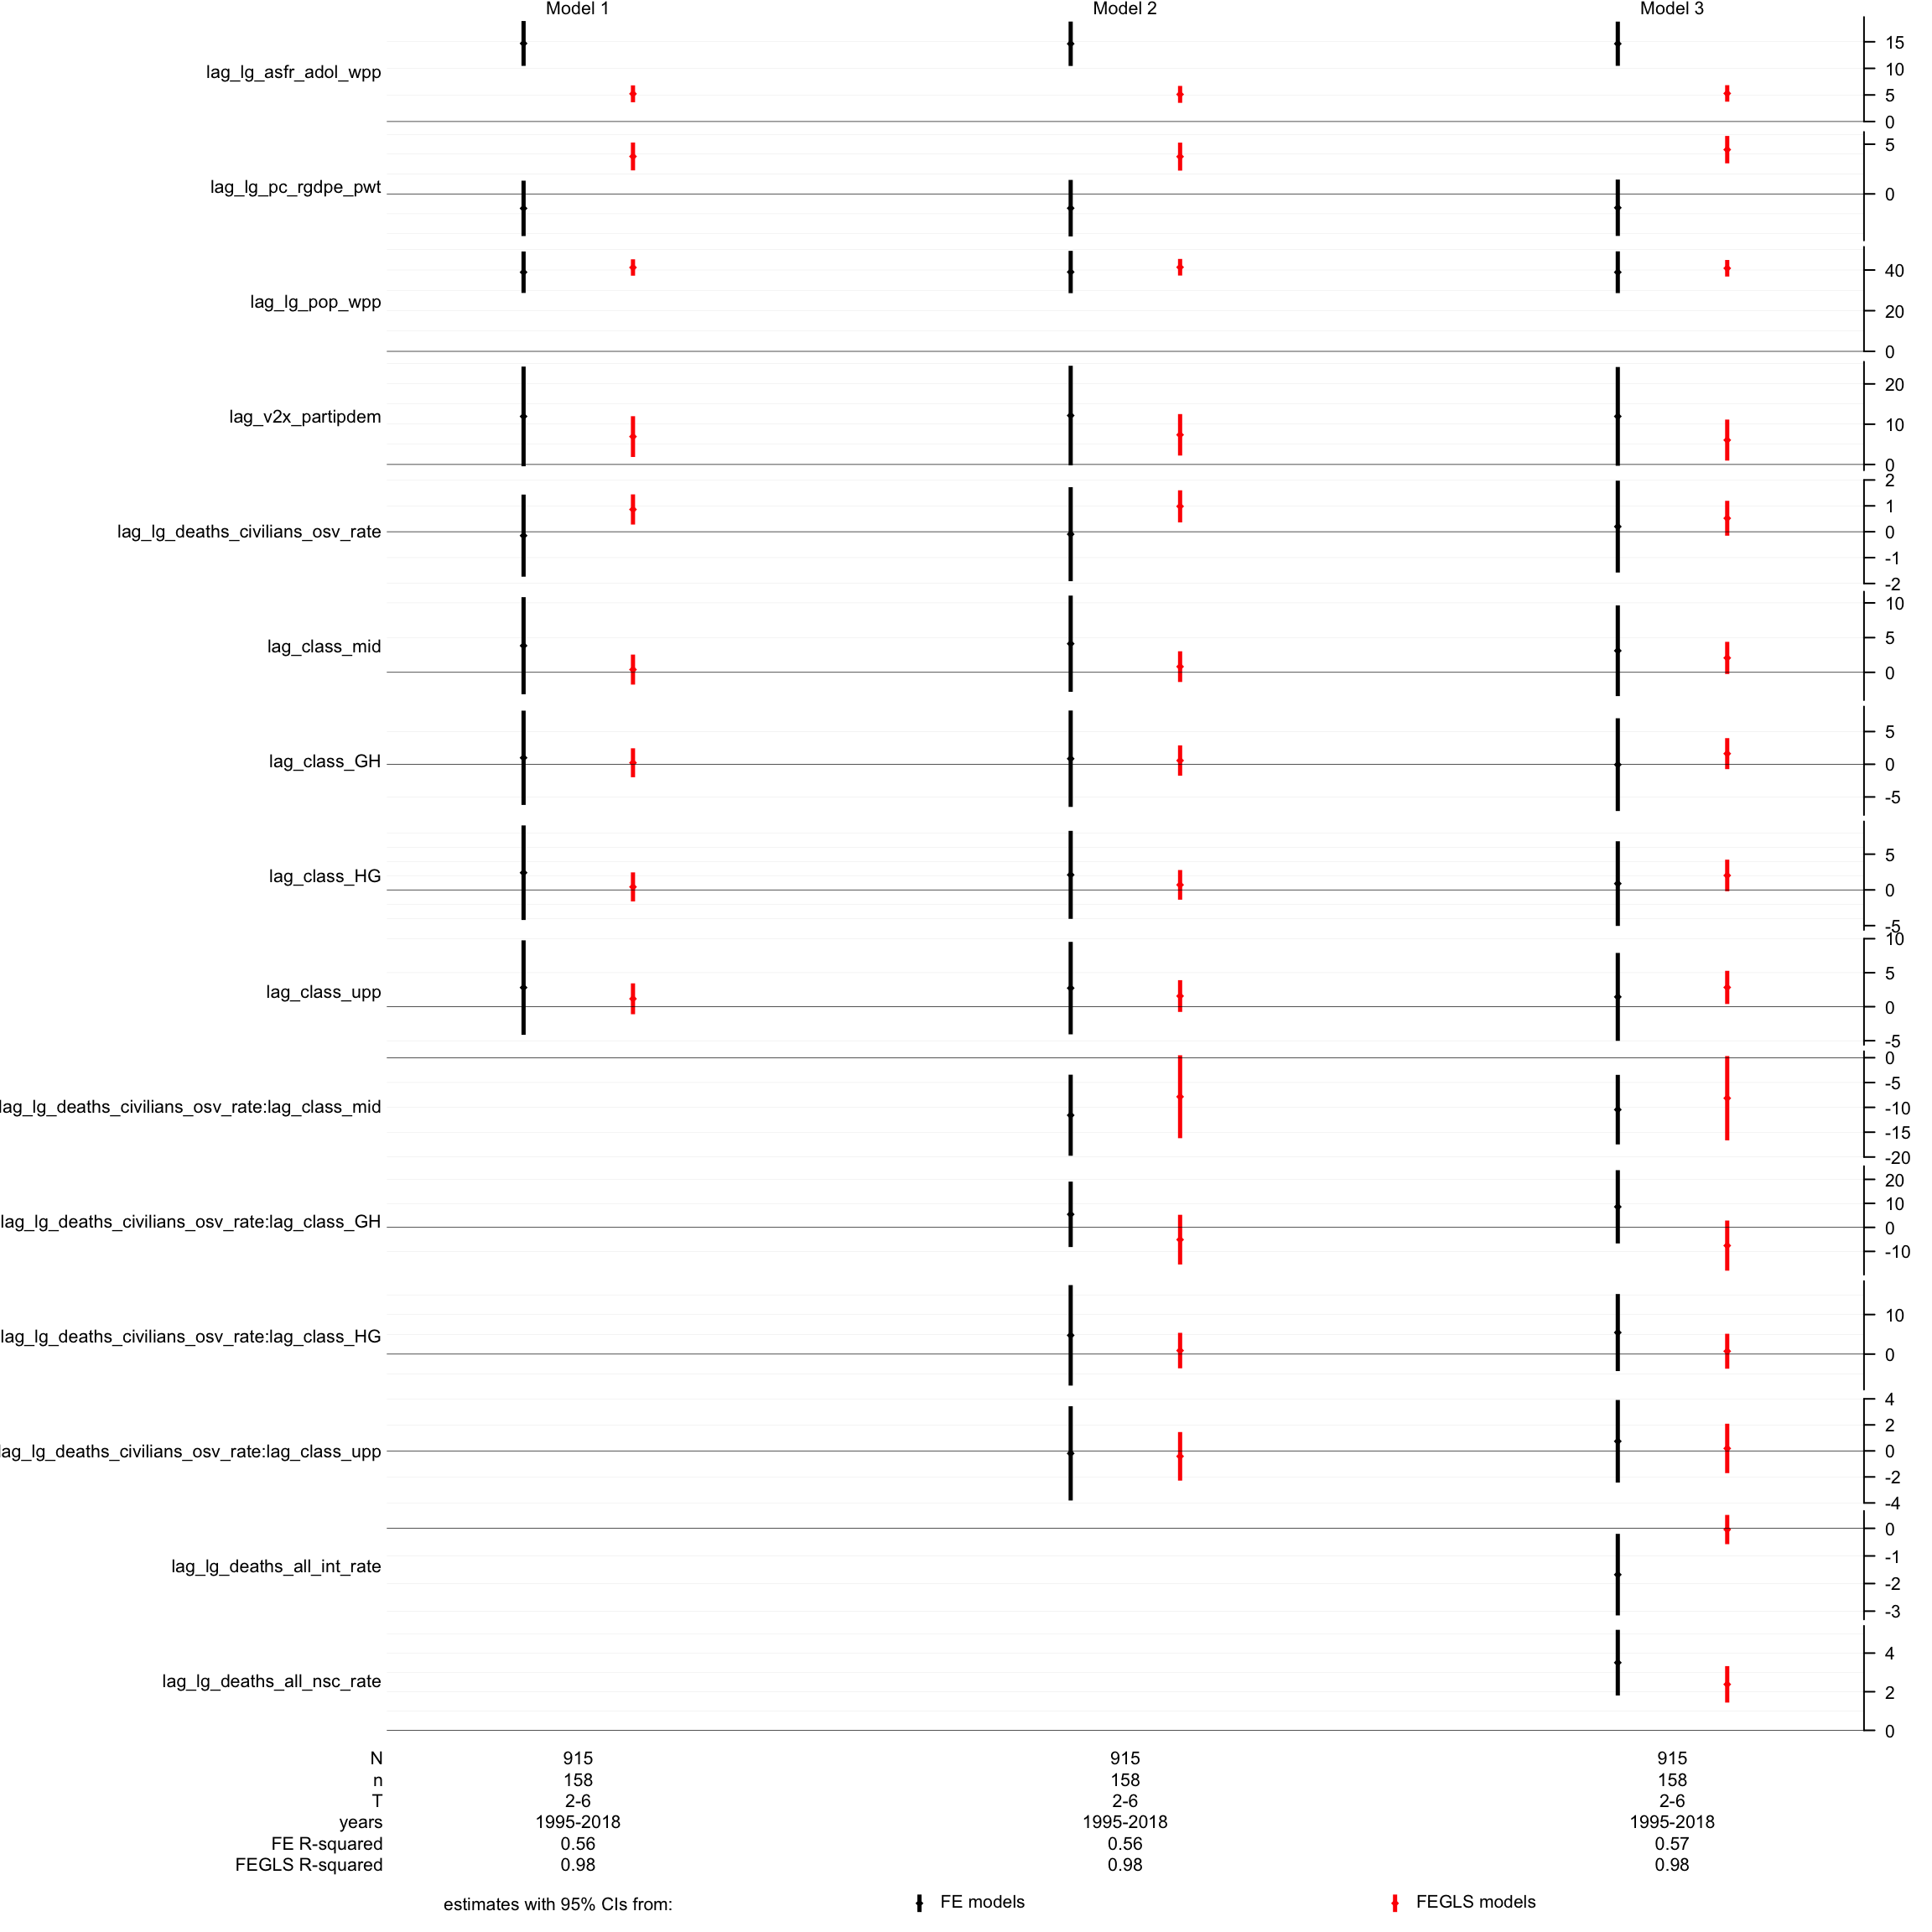 Model 1 Model 2 Model 3
lag_lg_asfr_adol_wpp
15
10
5
0
lag_lg_pc_rgdpe_pwt
5
0
lag_lg_pop_wpp
40
20
0
lag_v2x_partipdem
20
10
0
lag_lg_deaths_civilians_osv_rate
2
1
0
-1
-2
lag_class_mid
10
5
0
lag_class_GH
5
0
-5
lag_class_HG
5
0
-5
lag_class_upp
10
5
0
-5
lag_lg_deaths_civilians_osv_rate:lag_class_mid
0
-5
-10
-15
-20
lag_lg_deaths_civilians_osv_rate:lag_class_GH
20
10
0
-10
lag_lg_deaths_civilians_osv_rate:lag_class_HG
10
0
lag_lg_deaths_civilians_osv_rate:lag_class_upp
4
2
0
-2
-4
lag_lg_deaths_all_int_rate
0
-1
-2
-3
lag_lg_deaths_all_nsc_rate
4
2
0
N 915 915 915
n 158 158 158
T 2-6 2-6 2-6
years 1995-2018 1995-2018 1995-2018
FE R-squared 0.56 0.56 0.57
FEGLS R-squared 0.98 0.98 0.98
estimates with 95% CIs from: FE models FEGLS models